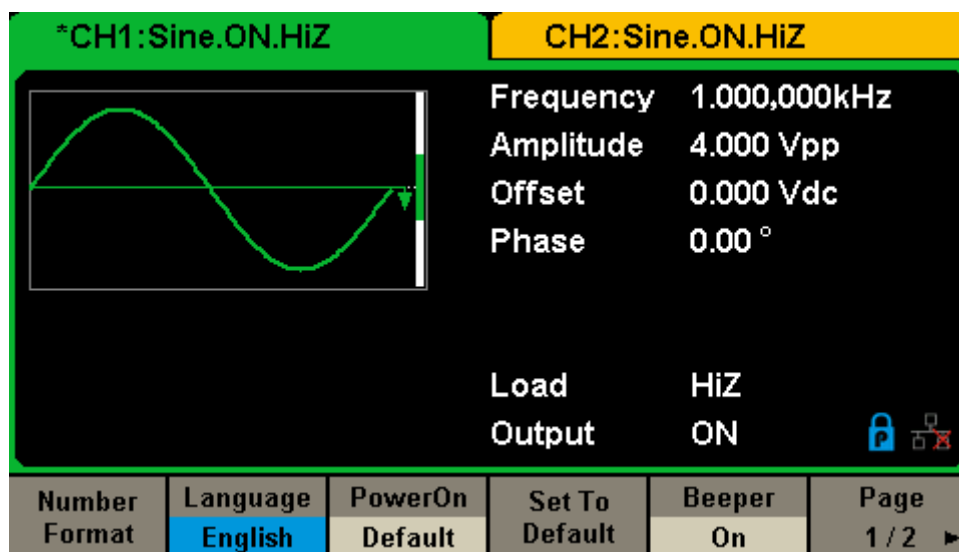 *CH1:Sine.ON.HiZ
CH2:Sine.ON.HiZ
Frequency 1.000,000kHz
Amplitude 4.000 Vpp
Offset 0.000 Vdc
Phase 0.00 °
Load HiZ
Output ON
P
Number Format
Language English
PowerOn Default
Set To Default
Beeper On
Page 1/2 ►